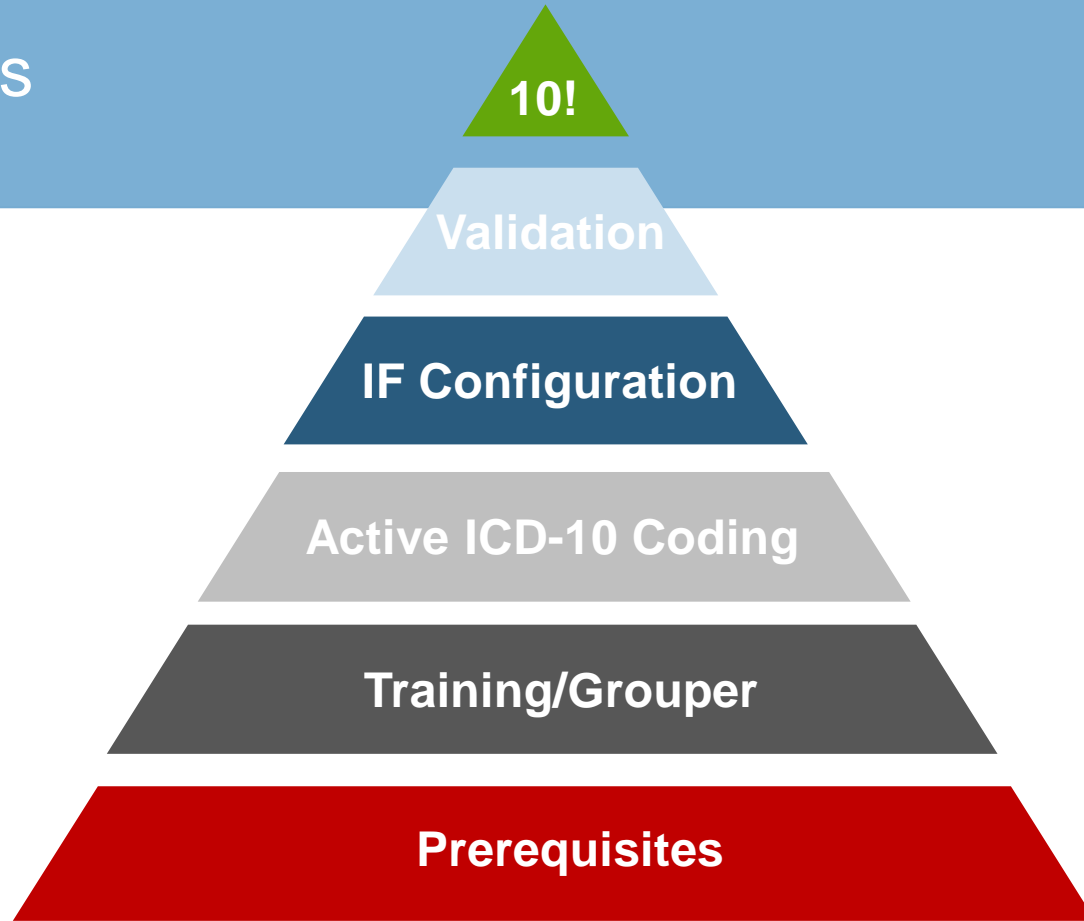 s
10!
Validation
IF Configuration
Active ICD-10 Coding
Training/Grouper
Prerequisites